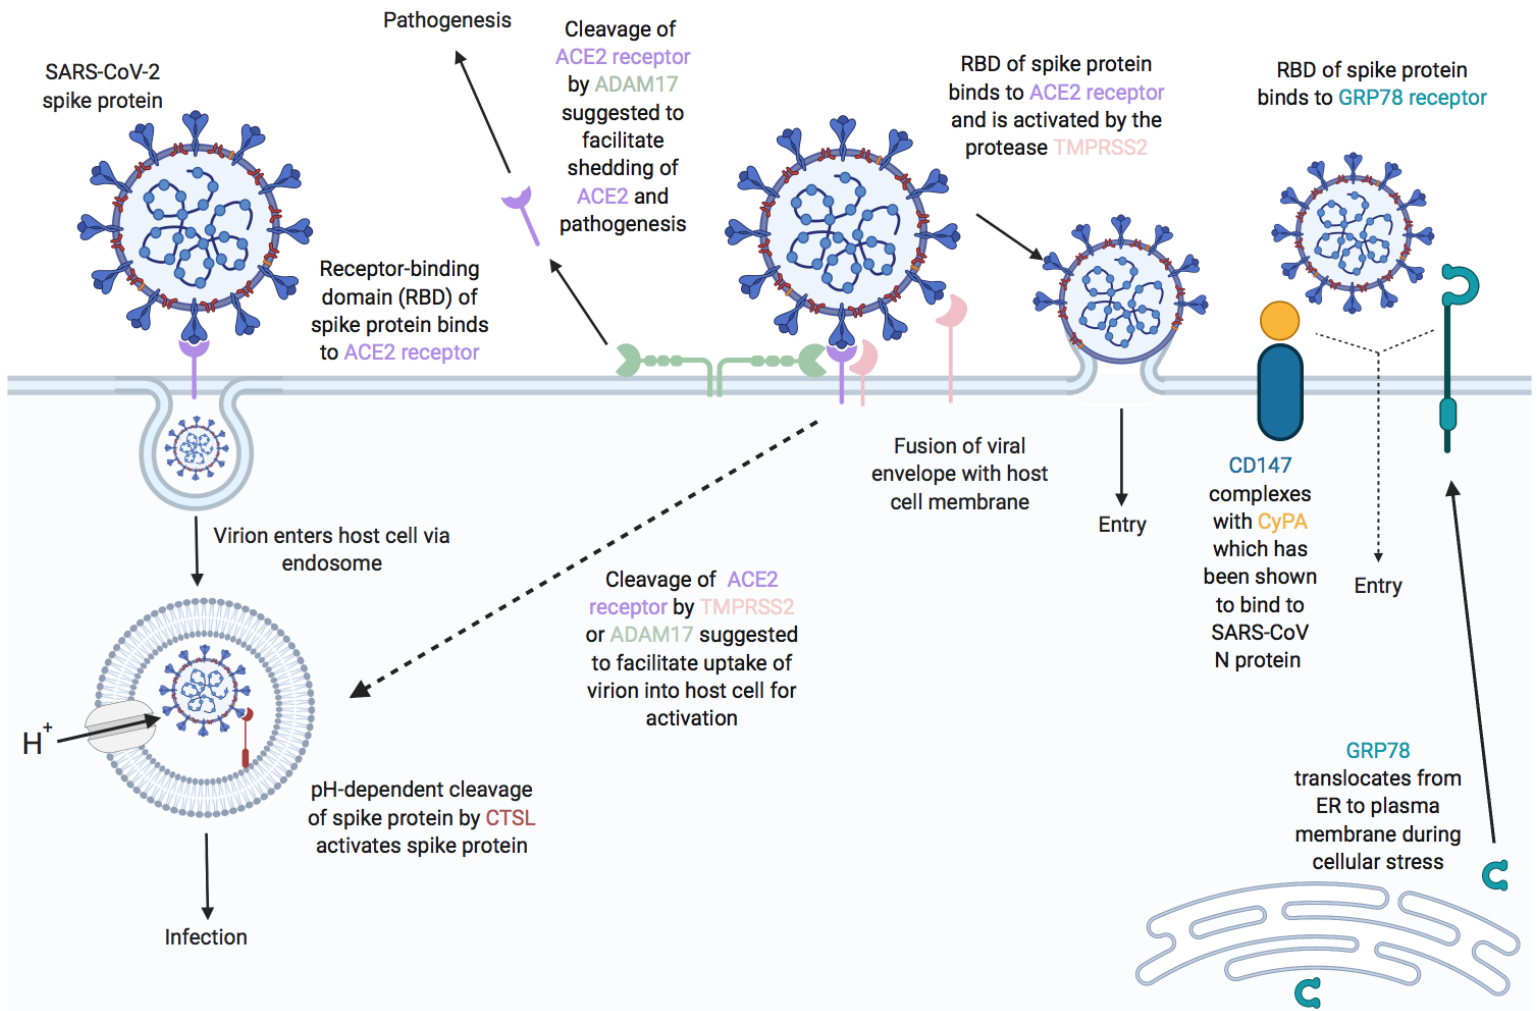 Pathogenesis
SARS-CoV-2
spike protein
Cleavage of
ACE2 receptor
by ADAM17
suggested to
facilitate
shedding of
ACE2 and
pathogenesis
RBD of spike protein
binds to ACE2 receptor
and is activated by the
protease TMPRSS2
RBD of spike protein
binds to GRP78 receptor
Receptor-binding
domain (RBD) of
spike protein binds
to ACE2 receptor
Fusion of viral
envelope with host
cell membrane
Entry
CD147
complexes
with CyPA
which has
been shown
to bind to
SARS-CoV
N protein
Entry
Virion enters host cell via
endosome
Cleavage of ACE2
receptor by TMPRSS2
or ADAM17 suggested
to facilitate uptake of
virion into host cell for
activation
H+
pH-dependent cleavage
of spike protein by CTSL
activates spike protein
GRP78
translocates from
ER to plasma
membrane during
cellular stress
Infection